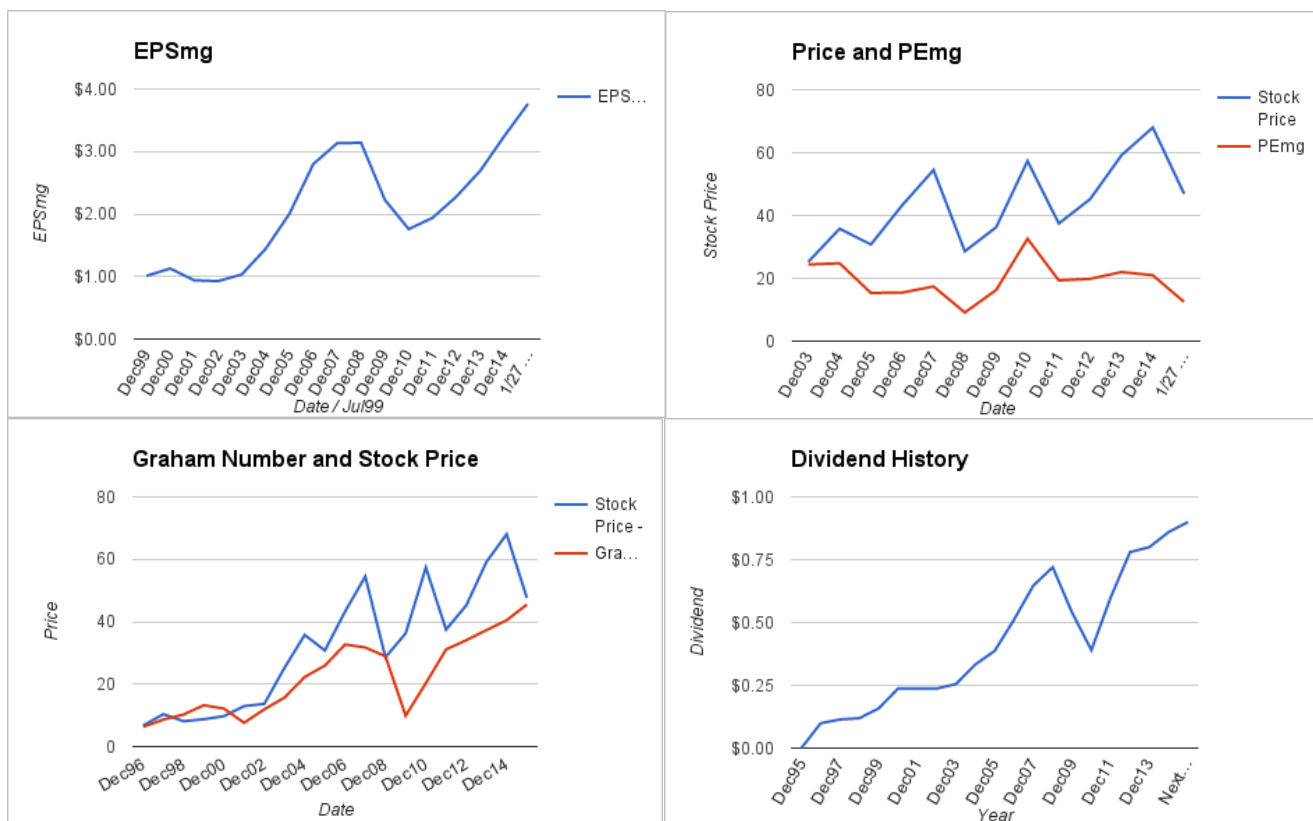 EPSmg
$4.00
$3.00
$2.00
$1.00
$0.00
EPSmg
EPS...
Dec99
Dec00
Dec01
Dec02
Dec03
Dec04
Dec05
Dec06
Dec07
Dec08
Dec09
Dec10
Dec11
Dec12
Dec13
Dec14
1/27 ...
Date / Jul99
Price and PEmg
80
60
40
20
0
Stock Price
Stock
Price
PEmg
Dec03
Dec04
Dec05
Dec06
Dec07
Dec08
Dec09
Dec10
Dec11
Dec12
Dec13
Dec14
1/27 ...
Date
Graham Number and Stock Price
80
60
40
20
0
Price
Stock
Price -
Gra...
Dec96
Dec98
Dec00
Dec02
Dec04
Dec06
Dec08
Dec10
Dec12
Dec14
Date
Dividend History
$1.00
$0.75
$0.50
$0.25
$0.00
Dividend
Dec95
Dec97
Dec99
Dec01
Dec03
Dec05
Dec07
Dec09
Dec11
Dec13
Next...
Year